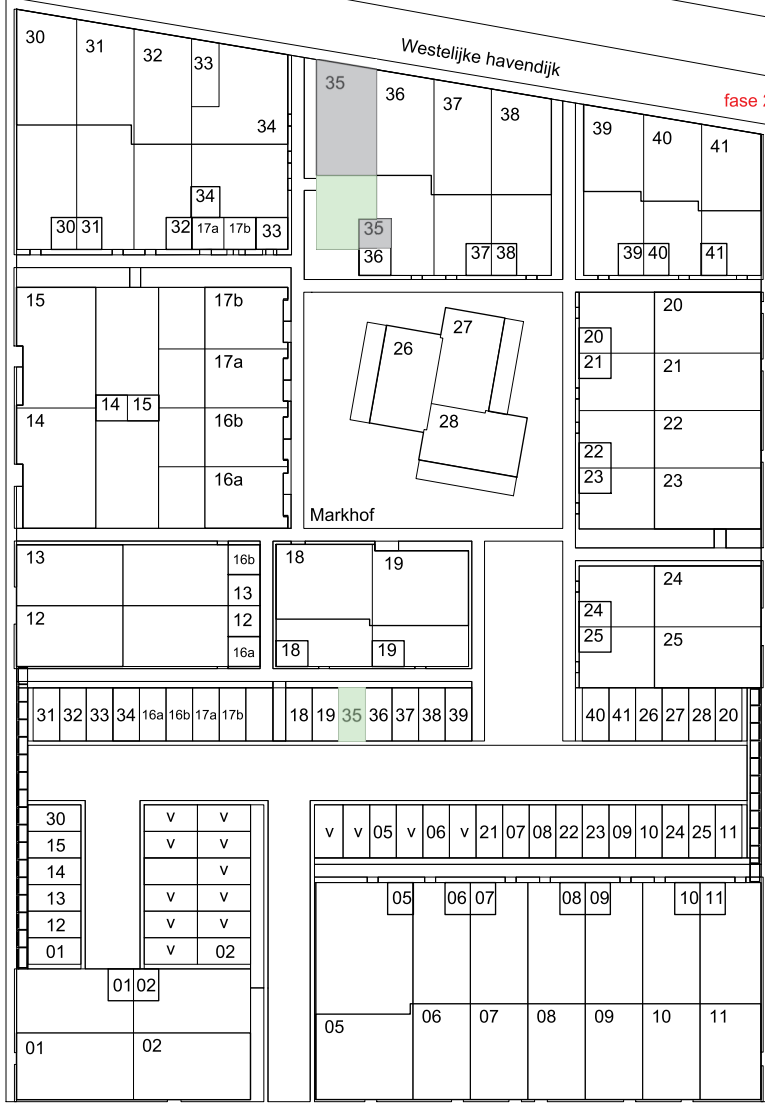 Westelijke havendijk
fase 2
30 31 32 33 35 36 37 38
34 39 40 41
34
30 31 32 17a 17b 33 35
36 37 38 39 40 41
15 17b 27 20
26 20
17a 21 21
14 15
14 16b 28 22
22
16a 23 23
Markhof
13 16b 18 19 24
13
12 12 24
16a 18 19 25 25
31 32 33 34 16a 16b 17a 17b 18 19 35 36 37 38 39 40 41 26 27 28 20
30 v v v v 05 v 06 v 21 07 08 22 23 09 10 24 25 11
15 v v
14 v
13 v v
12 v v
01 v 02
05 06 07 08 09 10 11
01 02
05 06 07 08 09 10 11
01 02